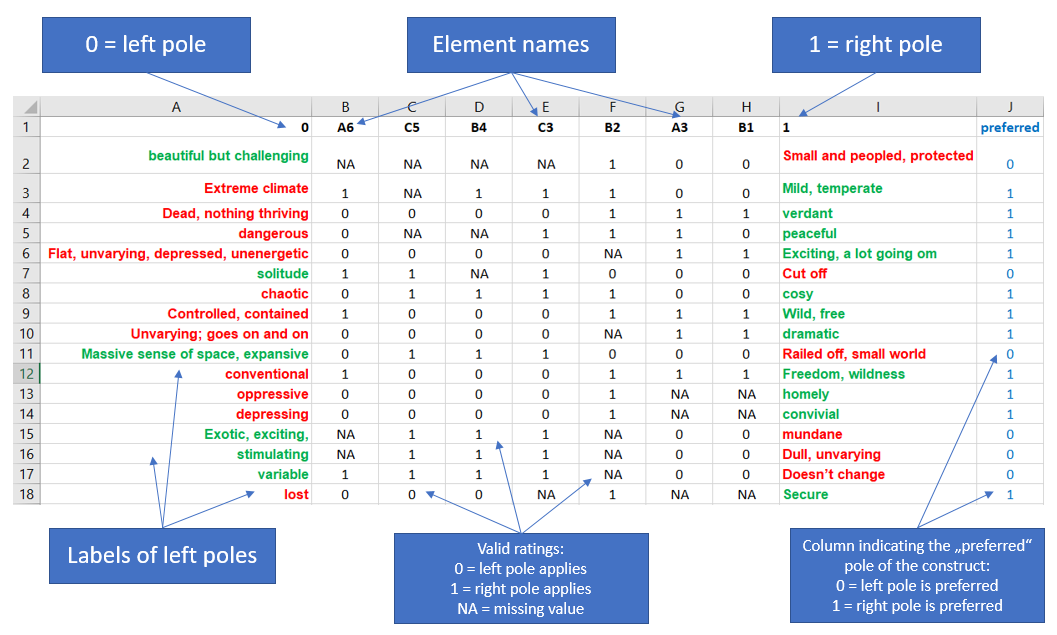 0 = left pole
Element names
1 = right pole
A B C D E F G H I J
1 0 A6 C5 B4 C3 B2 A3 B1 1 preferred
2 beautiful but challenging NA NA NA NA 1 0 0 Small and peopled, protected 0
3 Extreme climate 1 NA 1 1 1 0 0 Mild, temperate 1
4 Dead, nothing thriving 0 0 0 0 1 1 1 verdant 1
5 dangerous 0 NA NA 1 1 1 0 peaceful 1
6 Flat, unvarying, depressed, unenergetic 0 0 0 0 NA 1 1 Exciting, a lot going om 1
7 solitude 1 1 NA 1 0 0 0 Cut off 0
8 chaotic 0 1 1 1 1 0 0 cosy 1
9 Controlled, contained 1 0 0 0 1 1 1 Wild, free 1
10 Unvarying; goes on and on 0 0 0 0 NA 1 1 dramatic 1
11 Massive sense of space, expansive 0 1 1 1 0 0 0 Railed off, small world 0
12 conventional 1 0 0 0 1 1 1 Freedom, wildness 1
13 oppressive 0 0 0 0 1 NA NA homely 1
14 depressing 0 0 0 0 1 NA NA convivial 1
15 Exotic, exciting, NA 1 1 1 NA 0 0 mundane 0
16 stimulating NA 1 1 1 NA 0 0 Dull, unvarying 0
17 variable 1 1 1 1 NA 0 0 Doesn't change 0
18 lost 0 0 0 NA 1 NA NA Secure 1
Labels of left poles
Valid ratings:
0 = left pole applies
1 = right pole applies
NA = missing value
Column indicating the „preferred“
pole of the construct:
0 = left pole is preferred
1 = right pole is preferred